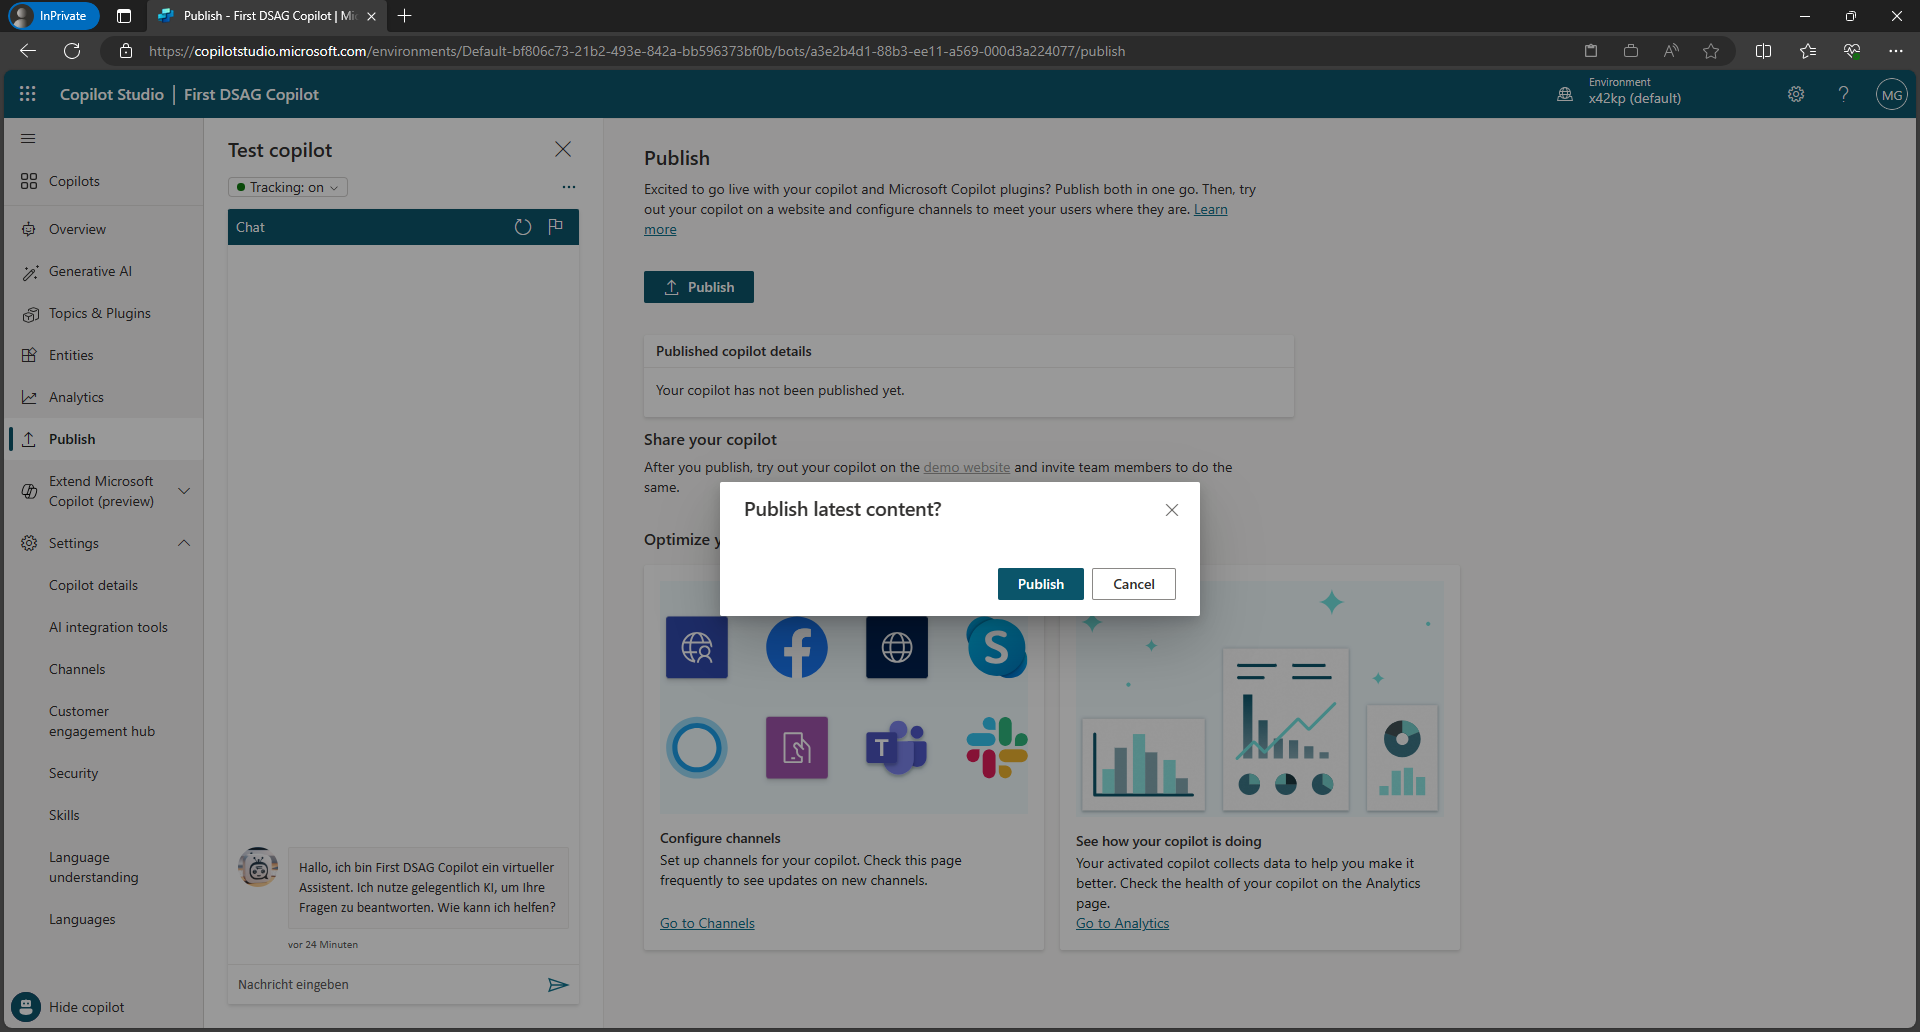 InPrivate
Publish - First DSAG Copilot | Mi
https://copilotstudio.microsoft.com/environments/Default-bf806c73-21b2-493e-842a-bb596373bf0b/bots/a3e2b4d1-88b3-ee11-a569-000d3a224077/publish
Copilot Studio | First DSAG Copilot
Environment
x42kp (default)
MG
Copilots
Overview
Generative AI
Topics & Plugins
Entities
Analytics
Publish
Extend Microsoft
Copilot (preview)
Settings
Copilot details
AI integration tools
Channels
Customer
engagement hub
Security
Skills
Language
understanding
Languages
Hide copilot
Test copilot
Tracking: on
Chat
Hallo, ich bin First DSAG Copilot ein virtueller
Assistent. Ich nutze gelegentlich KI, um Ihre
Fragen zu beantworten. Wie kann ich helfen?
vor 24 Minuten
Nachricht eingeben
Publish
Excited to go live with your copilot and Microsoft Copilot plugins? Publish both in one go. Then, try
out your copilot on a website and configure channels to meet your users where they are. Learn
more
Publish
Published copilot details
Your copilot has not been published yet.
Share your copilot
After you publish, try out your copilot on the demo website and invite team members to do the
same.
Optimize y
Publish latest content?
Publish
Cancel
Configure channels
Set up channels for your copilot. Check this page
frequently to see updates on new channels.
Go to Channels
See how your copilot is doing
Your activated copilot collects data to help you make it
better. Check the health of your copilot on the Analytics
page.
Go to Analytics